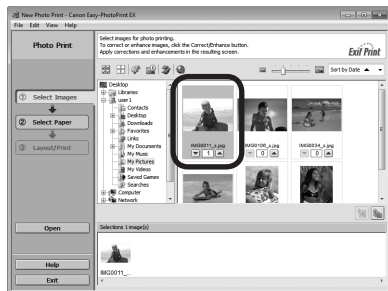 New Photo Print - Canon Easy-PhotoPrint EX
File Edit View Help
Photo Print
Select images for photo printing.
To correct or enhance images, click the Correct/Enhance button.
Apply corrections and enhancements in the resulting screen.
Exif Print
Sort by Date
1 Select Images
2 Select Paper
3 Layout/Print
Open
Help
Exit
Desktop
Libraries
user1
Contacts
Desktop
Downloads
Favorites
Links
My Documents
My Music
My Pictures
My Videos
Saved Games
Searches
Computer
Network
IMG0011_s.jpg
1
IMG0108_s.jpg
0
IMG0034_s.jpg
0
Selections 1 image(s)
IMG0011_...